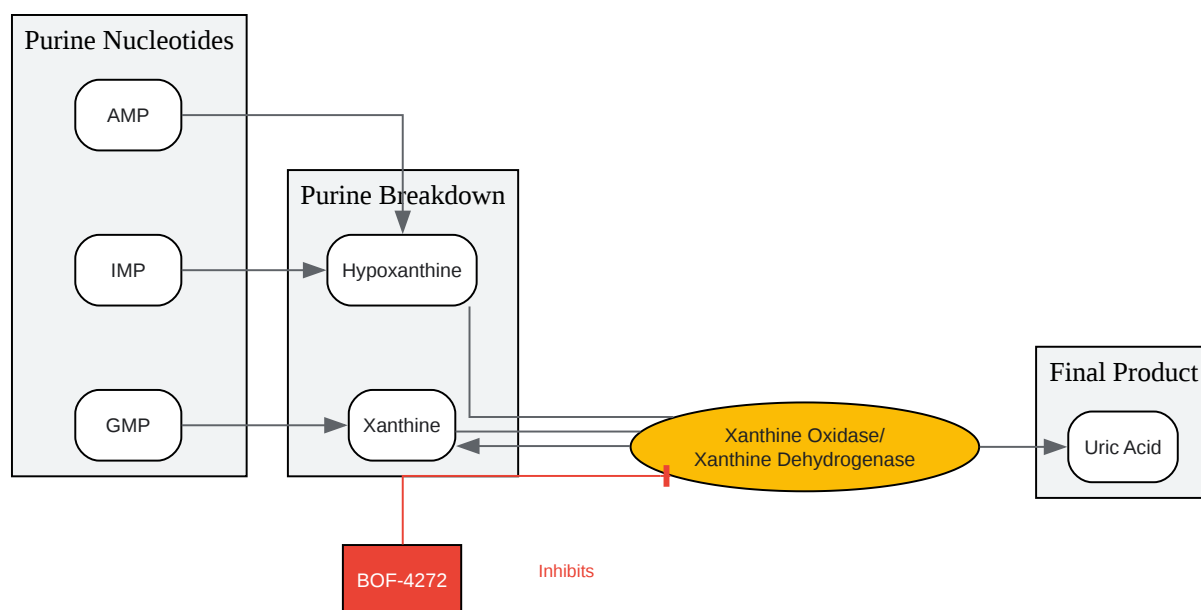 Purine Nucleotides
AMP
IMP
GMP
Purine Breakdown
Hypoxanthine
Xanthine
Xanthine Oxidase/
Xanthine Dehydrogenase
Final Product
Uric Acid
BOF-4272
Inhibits